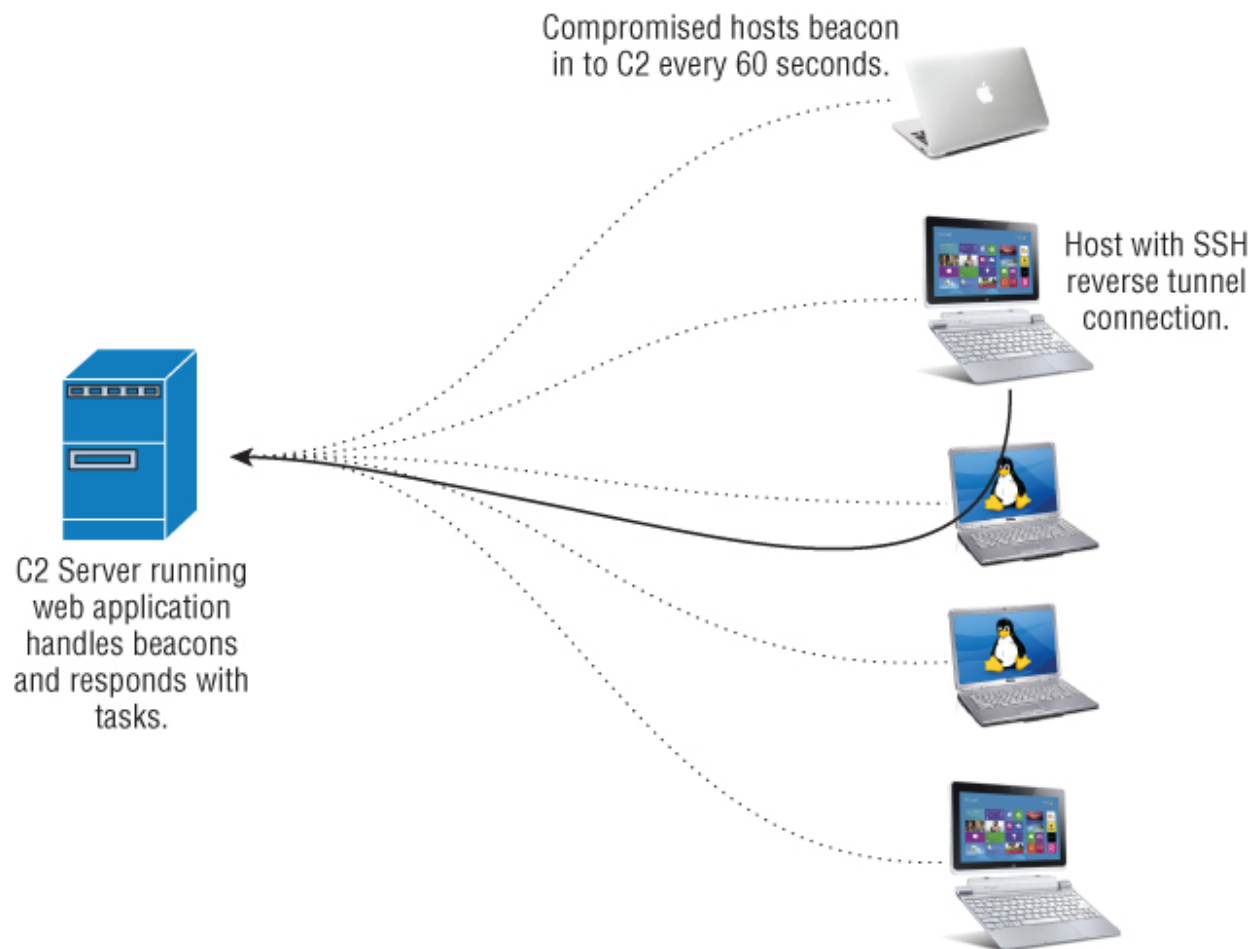 Compromised hosts beacon
in to C2 every 60 seconds.
Host with SSH
reverse tunnel
connection.
C2 Server running
web application
handles beacons
and responds with
tasks.